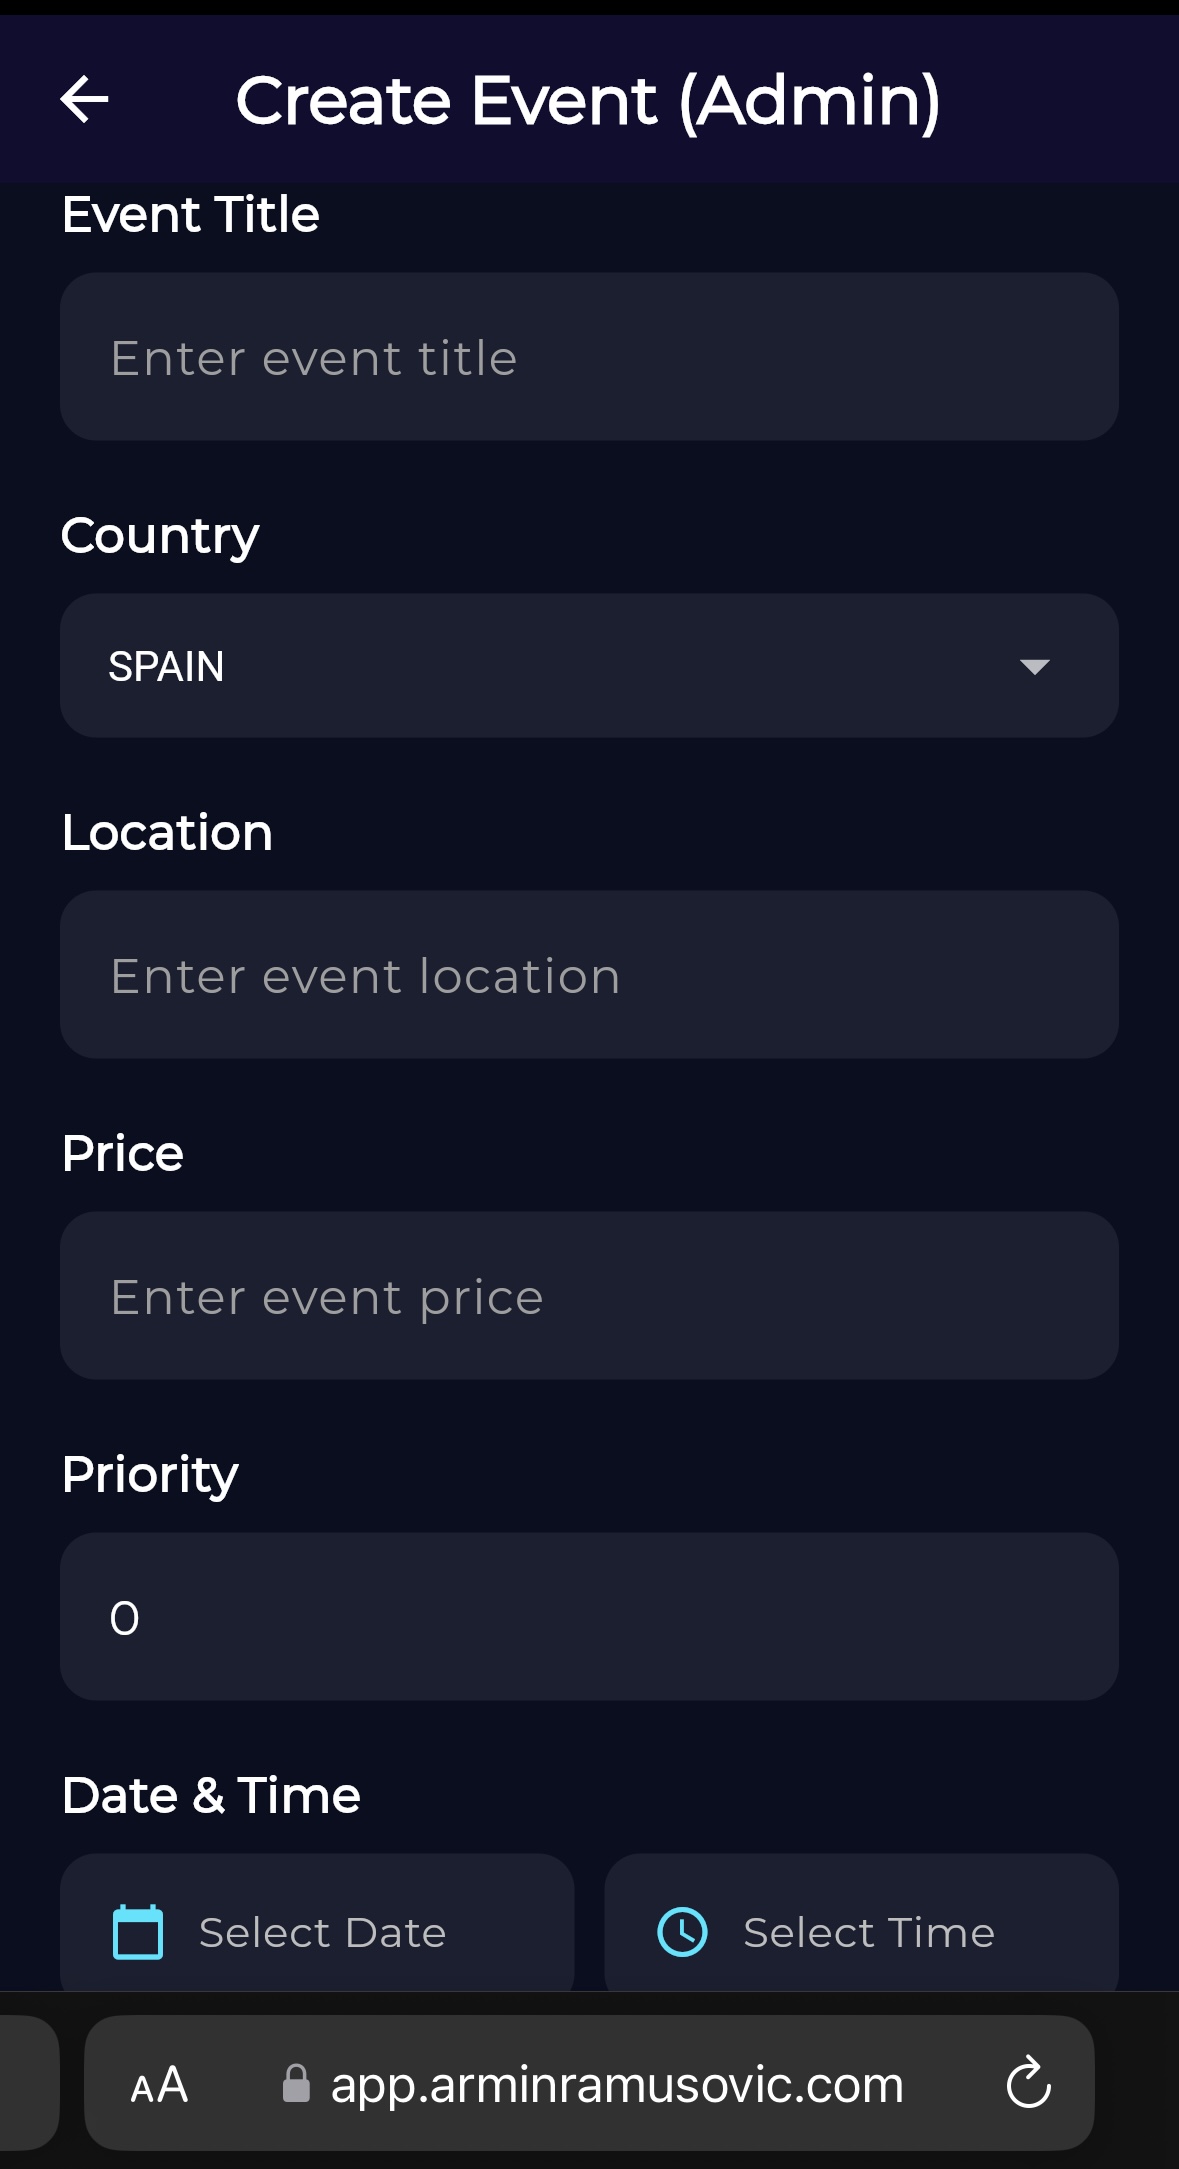 Create Event (Admin)
Event Title
Enter event title
Country
SPAIN
Location
Enter event location
Price
Enter event price
Priority
0
Date & Time
Select Date
Select Time
AA
app.arminramusovic.com